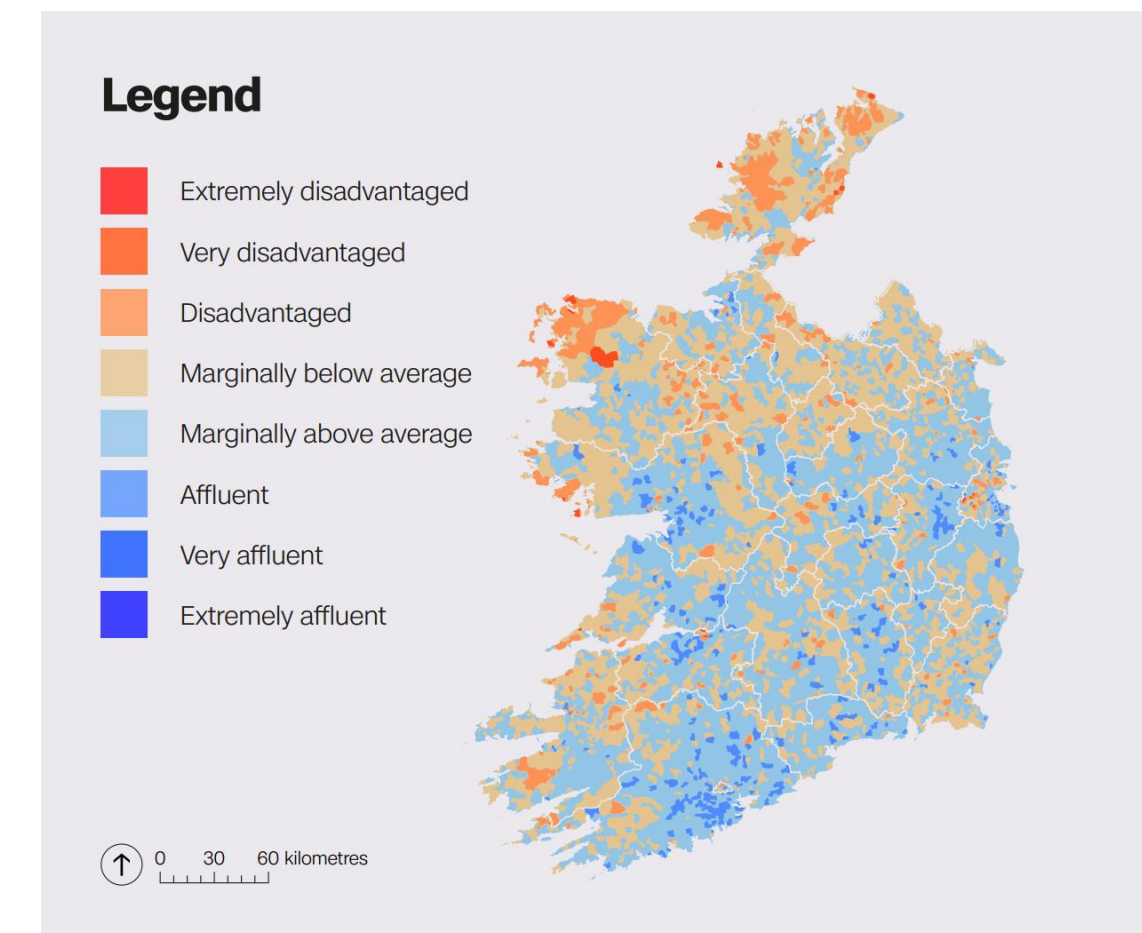 Legend
Extremely disadvantaged
Very disadvantaged
Disadvantaged
Marginally below average
Marginally above average
Affluent
Very affluent
Extremely affluent
0 30 60 kilometres